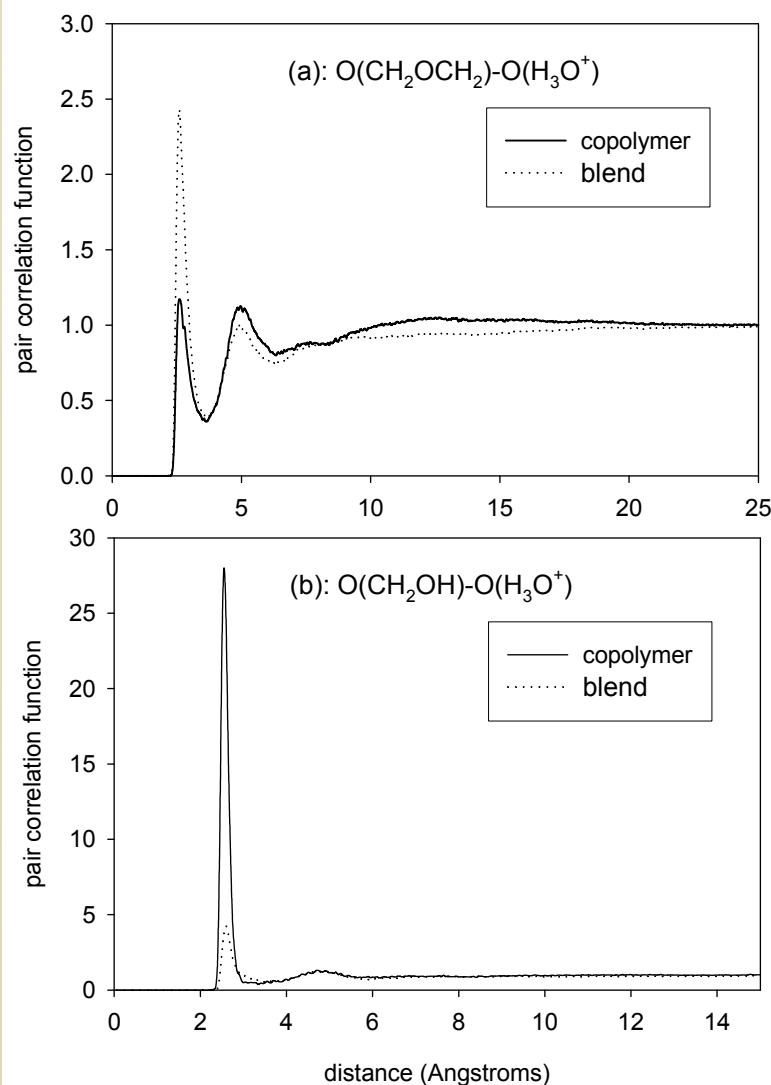 3.0
2.5
2.0
1.5
1.0
0.5
0.0
pair correlation function
(a): O(CH₂OCH₂)-O(H₃O⁺)
copolymer
blend
0 5 10 15 20 25
30
25
20
15
10
5
0
pair correlation function
(b): O(CH₂OH)-O(H₃O⁺)
copolymer
blend
0 2 4 6 8 10 12 14
distance (Angstroms)